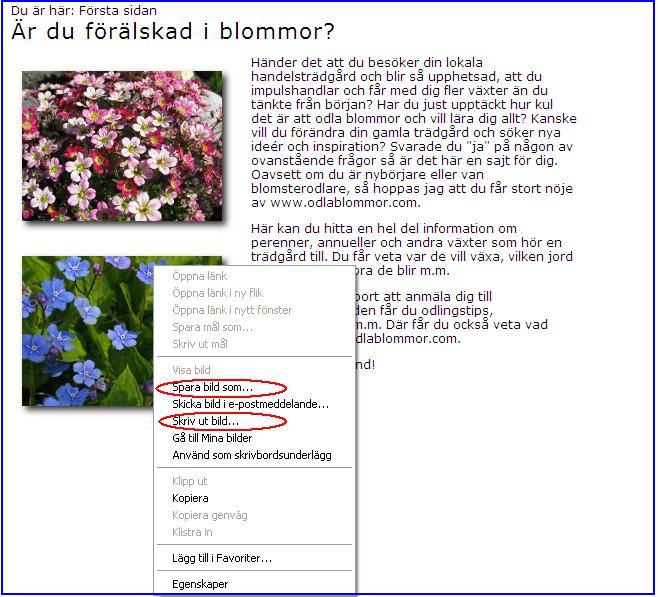 Du är här: Första sidan
Är du förälskad i blommor?
Händer det att du besöker din lokala
handelsträdgård och blir så upphetsad, att du
impulshandlar och får med dig fler växter än du
tänkte från början? Har du just upptäckt hur kul
det är att odla blommor och vill lära dig allt? Kanske
vill du förändra din gamla trädgård och söker nya
ideér och inspiration? Svarade du "ja" på någon av
ovanstående frågor så är det här en sajt för dig.
Oavsett om du är nybörjare eller van
blomsterodlare, så hoppas jag att du får stort nöje
av www.odlablommor.com.
Här kan du hitta en hel del information om
perenner, annueller och andra växter som hör en
trädgård till. Du får veta var de vill växa, vilken jord
ora de blir m.m.
port att anmäla dig till
den får du odlingstips,
m.m. Där får du också veta vad
dlablommor.com.
nd!
Öppna länk
Öppna länk i ny flik
Öppna länk i nytt fönster
Spara mål som...
Skriv ut mål
Visa bild
Spara bild som...
Skicka bild i e-postmeddelande...
Skriv ut bild...
Gå till Mina bilder
Använd som skrivbordsunderlägg
Klipp ut
Kopiera
Kopiera genväg
Klistra in
Lägg till i Favoriter...
Egenskaper